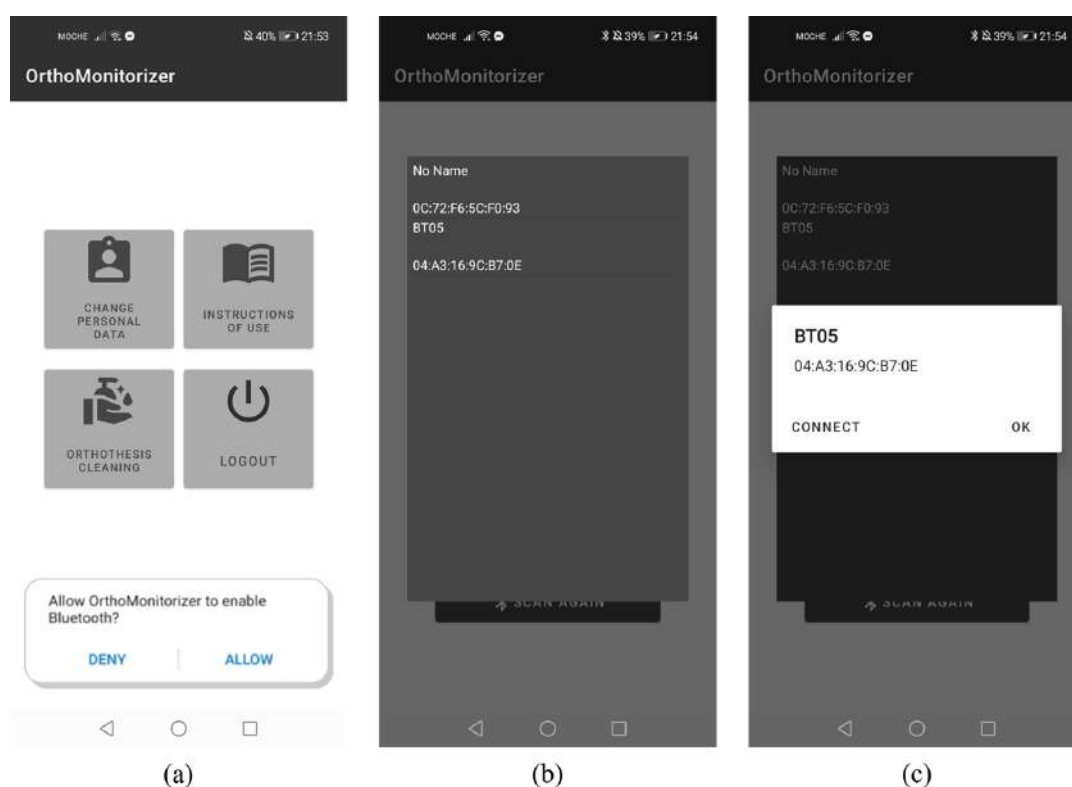 MOCHE 40% 21:53
OrthoMonitorizer
CHANGE
PERSONAL
DATA
INSTRUCTIONS
OF USE
ORTHOTHESIS
CLEANING
LOGOUT
Allow OrthoMonitorizer to enable
Bluetooth?
DENY ALLOW
(a)
MOCHE 39% 21:54
OrthoMonitorizer
No Name
0C:72:F6:5C:F0:93
BT05
04:A3:16:9C:B7:0E
SCAN AGAIN
(b)
MOCHE 39% 21:54
OrthoMonitorizer
No Name
0C:72:F6:5C:F0:93
BT05
04:A3:16:9C:B7:0E
BT05
04:A3:16:9C:B7:0E
CONNECT OK
SCAN AGAIN
(c)